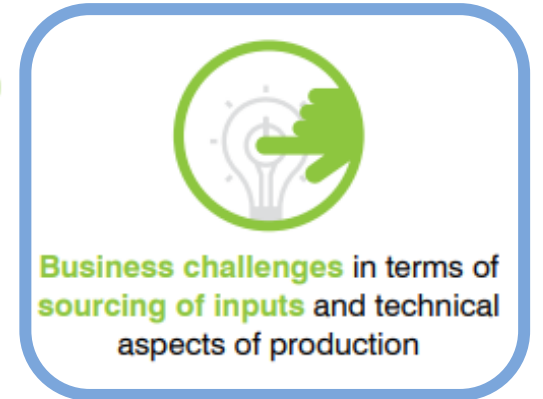 Business challenges in terms of
sourcing of inputs and technical
aspects of production